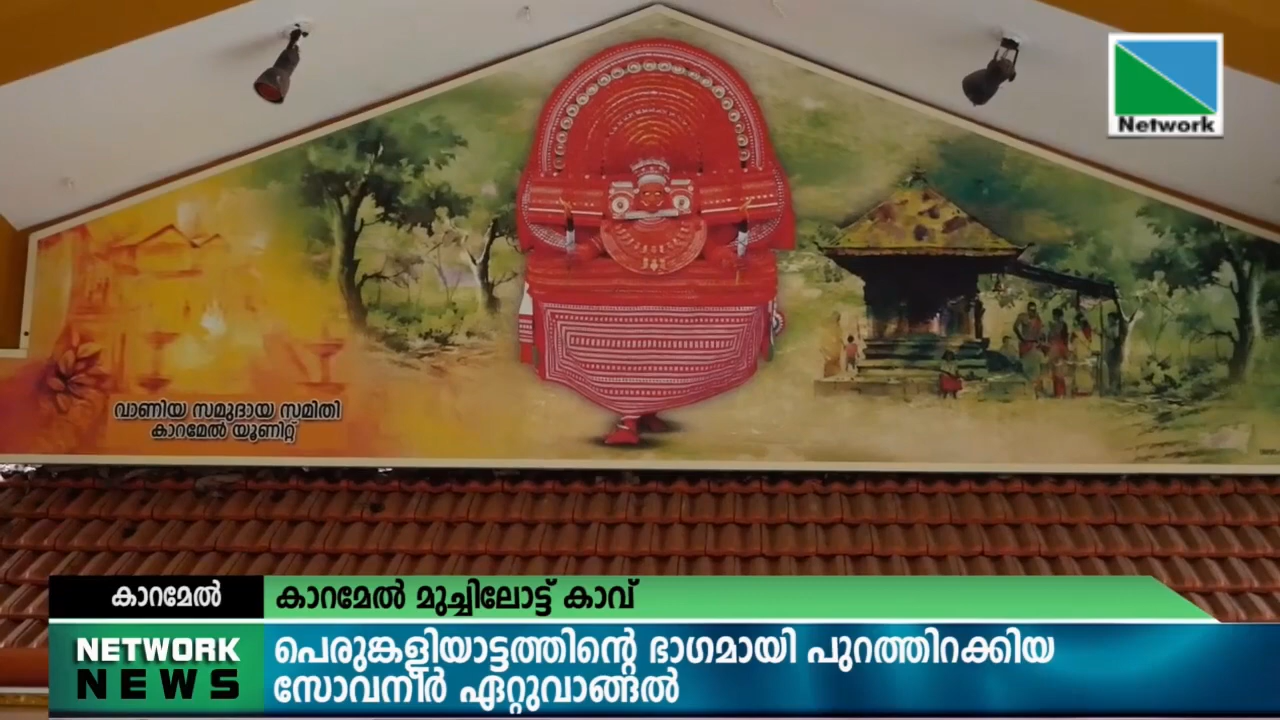 Network
വാണിയ സമുദായ സമിതി
കാറമേൽ യൂണിറ്റ്
കാറമേൽ
കാറമേൽ മുച്ചിലോട്ട് കാവ്
NETWORK
NEWS
പെരുങ്കളിയാട്ടത്തിന്റെ ഭാഗമായി പുറത്തിറക്കിയ
സോവനീർ ഏറ്റുവാങ്ങൽ